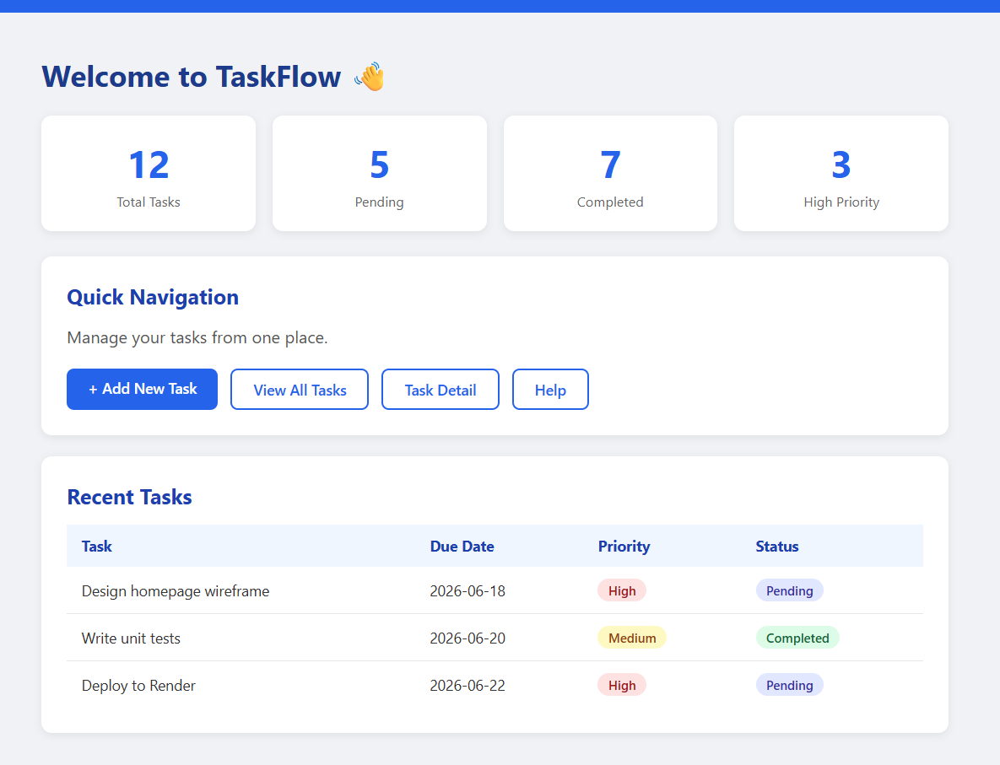 Welcome to TaskFlow 👋
12
Total Tasks
5
Pending
7
Completed
3
High Priority
Quick Navigation
Manage your tasks from one place.
+ Add New Task View All Tasks Task Detail Help
Recent Tasks
Task Due Date Priority Status
Design homepage wireframe 2026-06-18 High Pending
Write unit tests 2026-06-20 Medium Completed
Deploy to Render 2026-06-22 High Pending